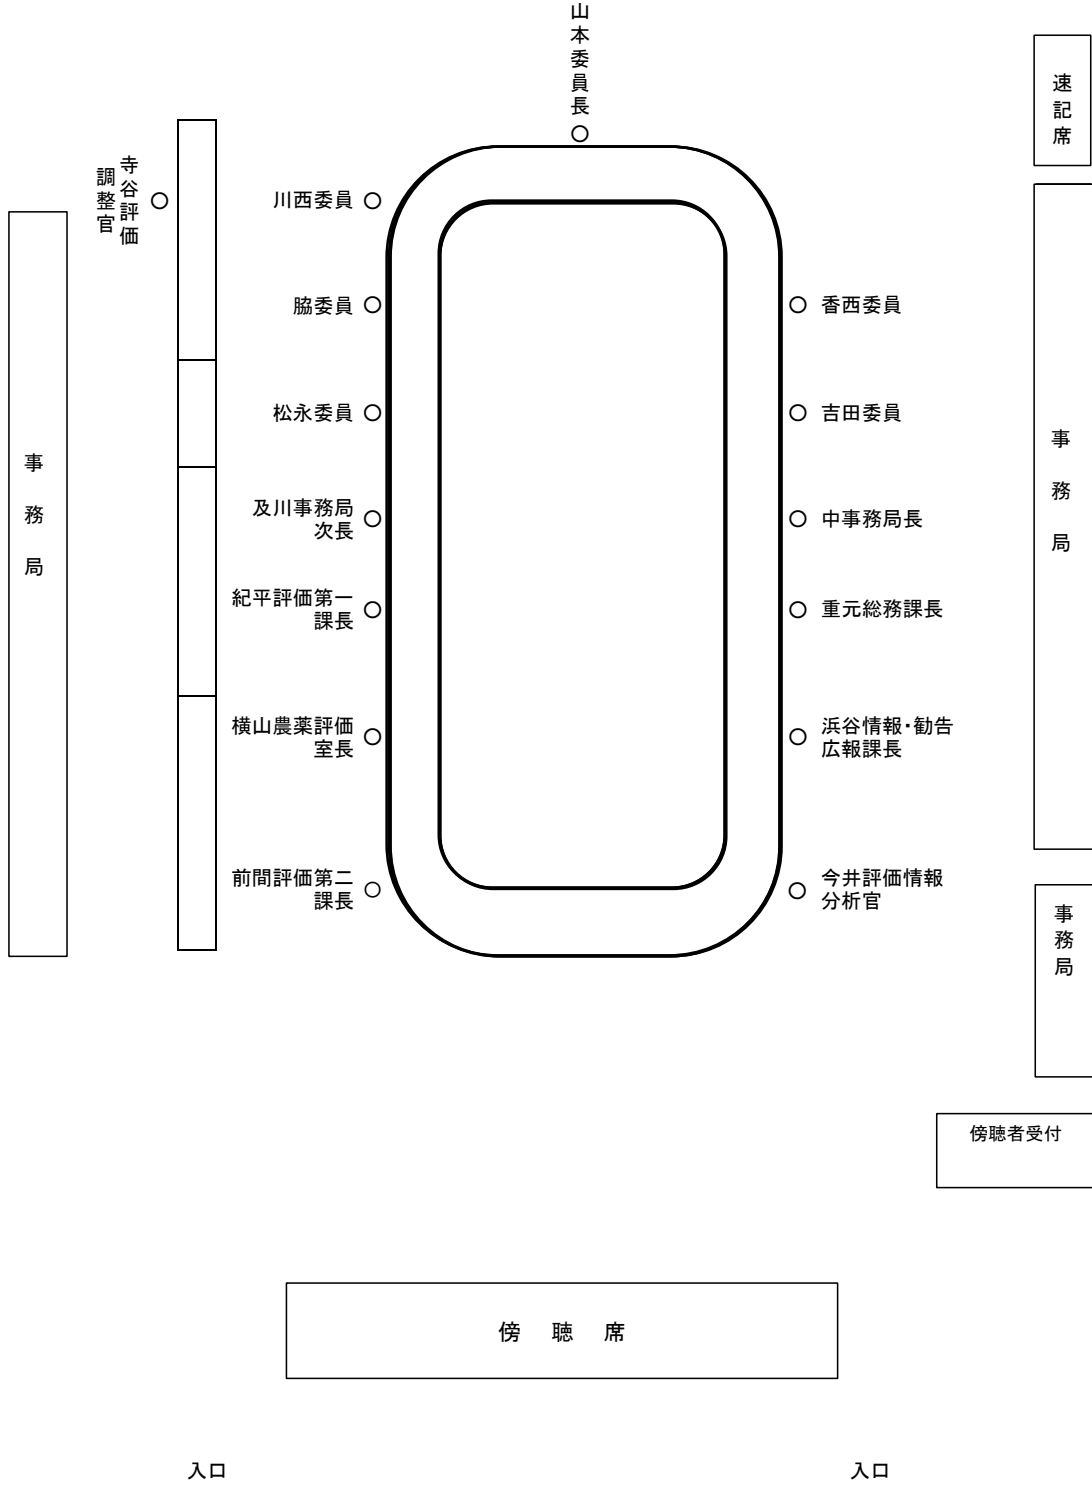 山本委員長
速記席
寺谷評価
調整官
川西委員
脇委員
香西委員
松永委員
吉田委員
事務局
事務局
及川事務局
次長
中事務局長
紀平評価第一
課長
重元総務課長
横山農薬評価
室長
浜谷情報・勧告
広報課長
前間評価第二
課長
今井評価情報
分析官
事務局
傍聴者受付
傍聴席
入口
入口